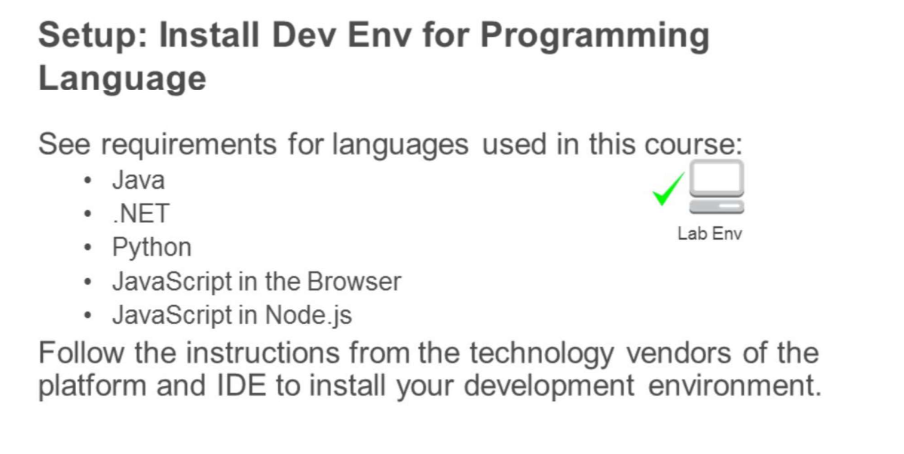 Setup: Install Dev Env for Programming
Language
See requirements for languages used in this course:
• Java
• .NET
• Python
• JavaScript in the Browser
• JavaScript in Node.js
Lab Env
Follow the instructions from the technology vendors of the
platform and IDE to install your development environment.